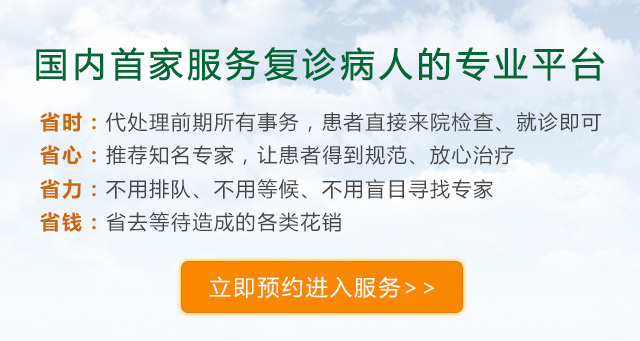 国内首家服务复诊病人的专业平台
省时：代处理前期所有事务，患者直接来院检查、就诊即可
省心：推荐知名专家，让患者得到规范、放心治疗
省力：不用排队、不用等候、不用盲目寻找专家
省钱：省去等待造成的各类花销
立即预约进入服务>>